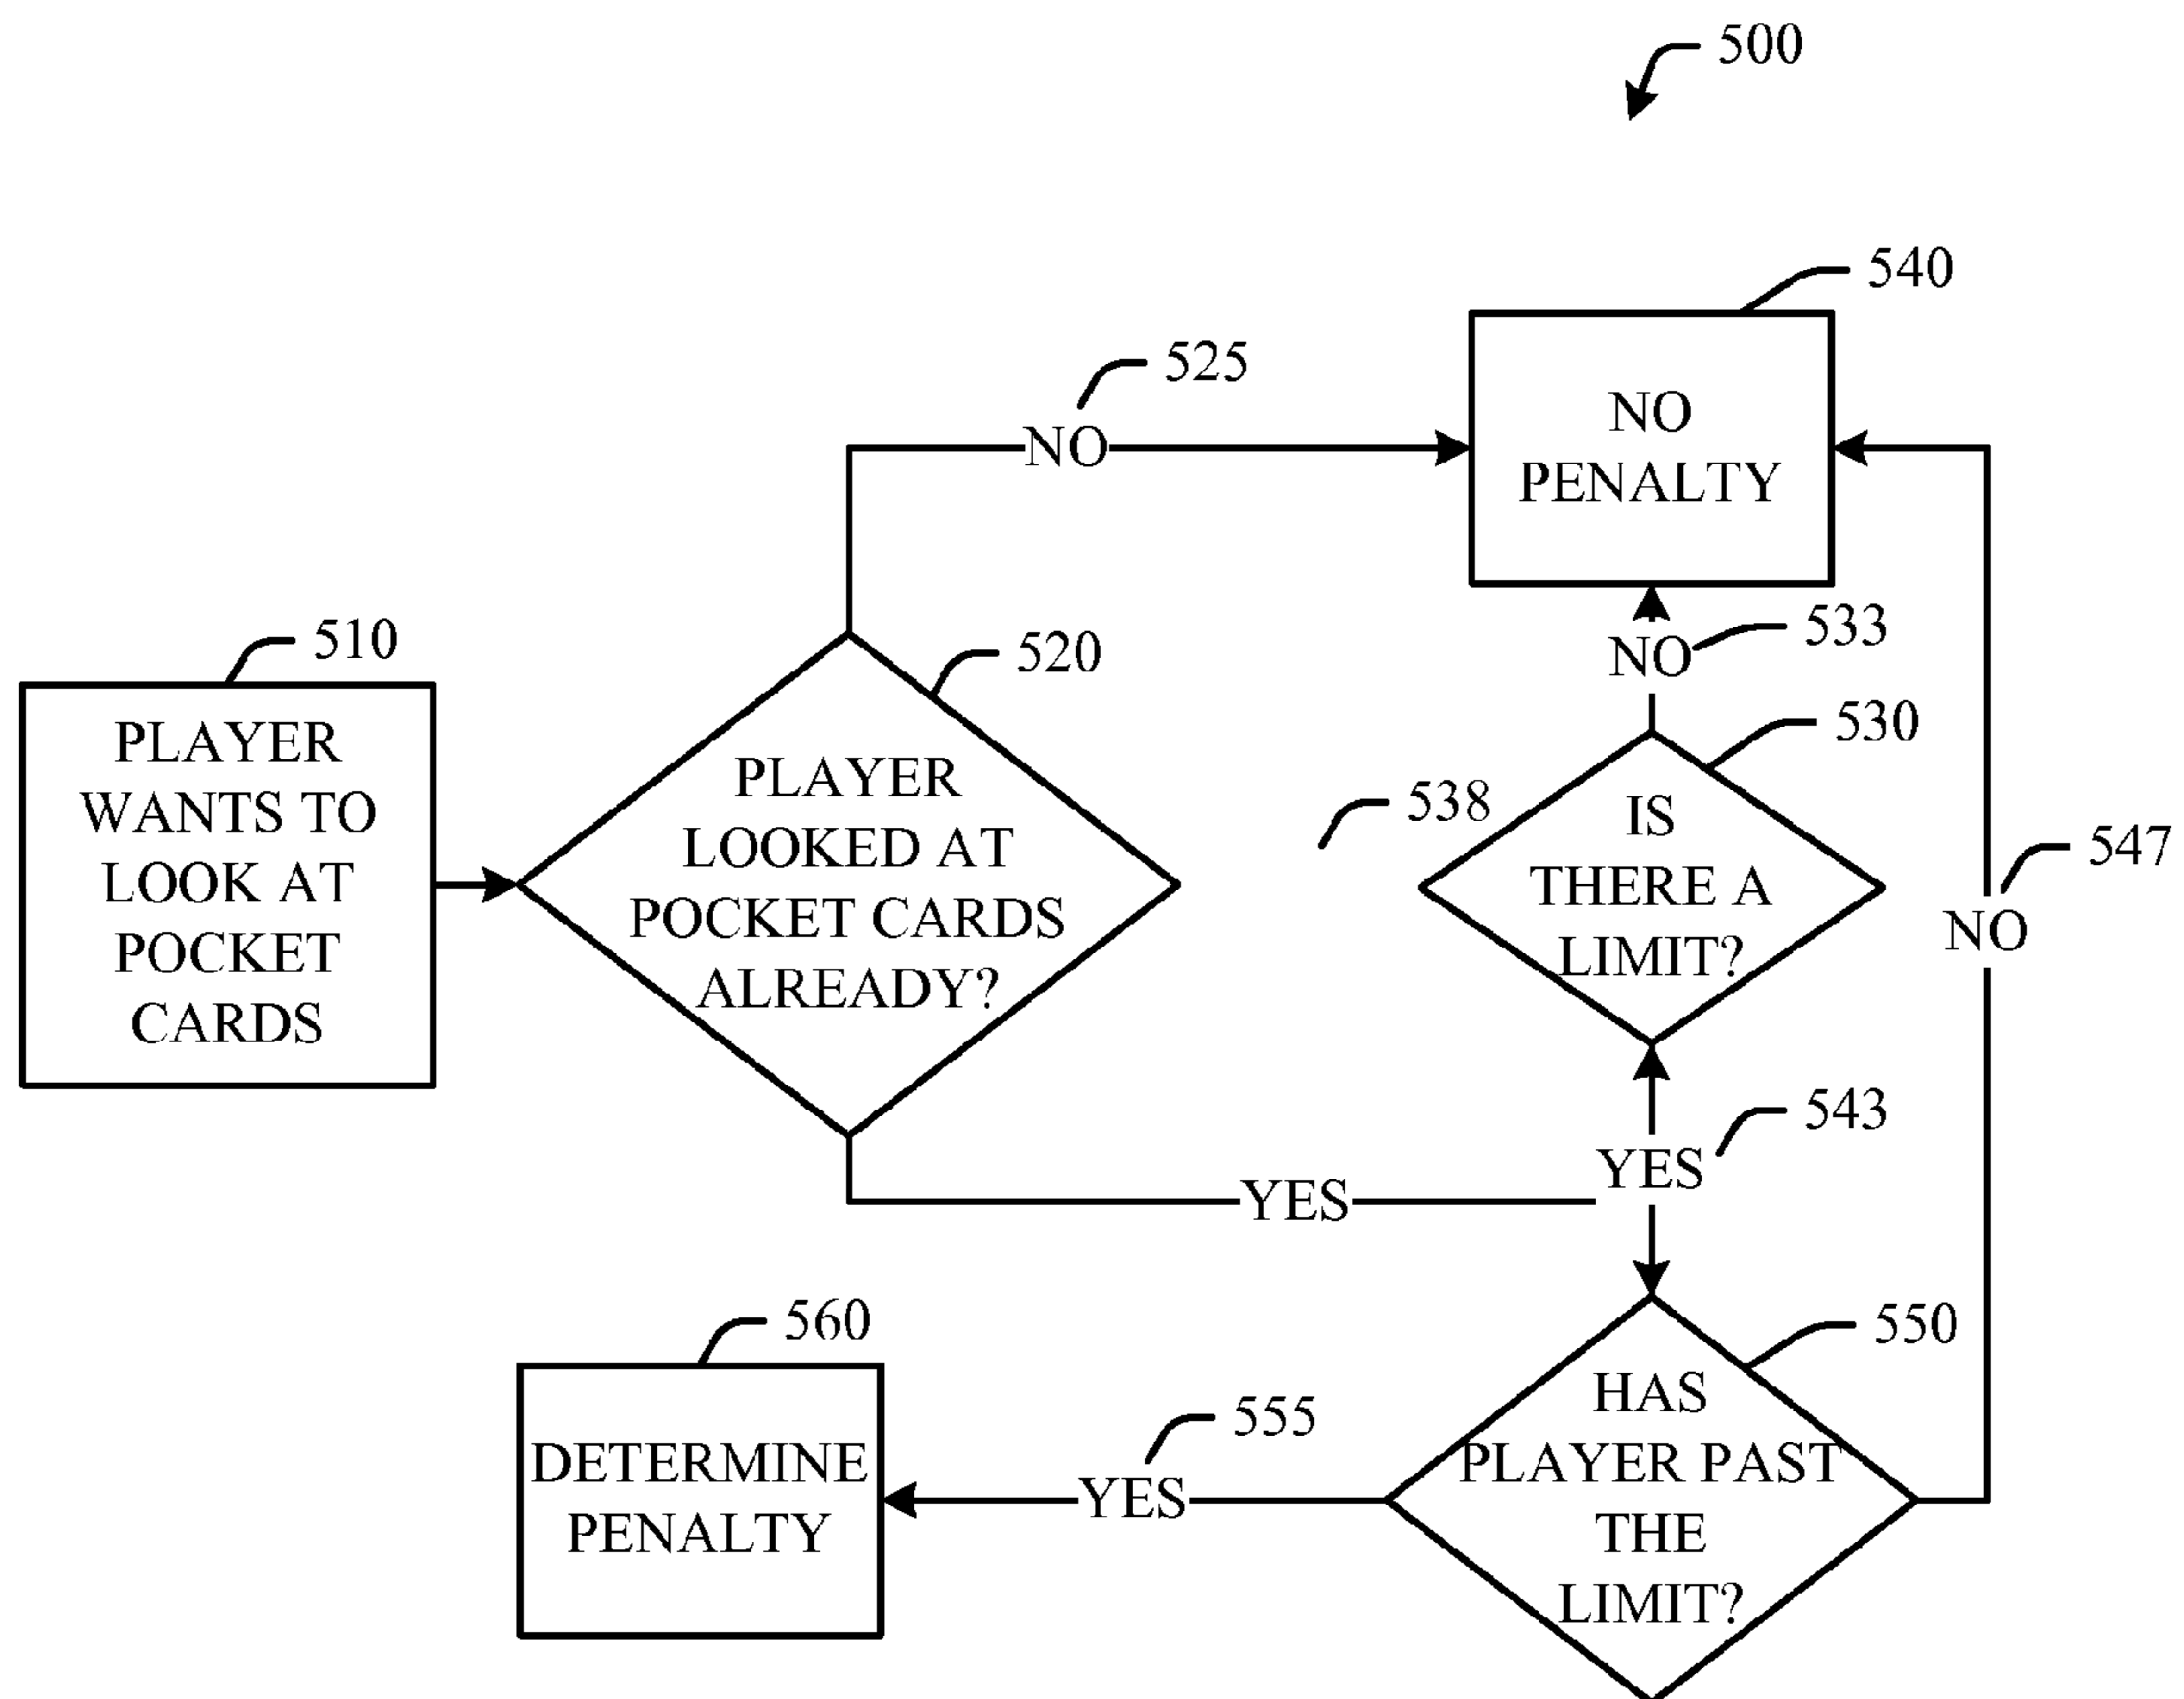 500
540
NO
PENALTY
525
NO
533
NO
510
PLAYER
WANTS TO
LOOK AT
POCKET
CARDS
520
PLAYER
LOOKED AT
POCKET CARDS
ALREADY?
538
530
IS
THERE A
LIMIT?
547
NO
543
YES
YES
560
DETERMINE
PENALTY
555
YES
550
HAS
PLAYER PAST
THE
LIMIT?